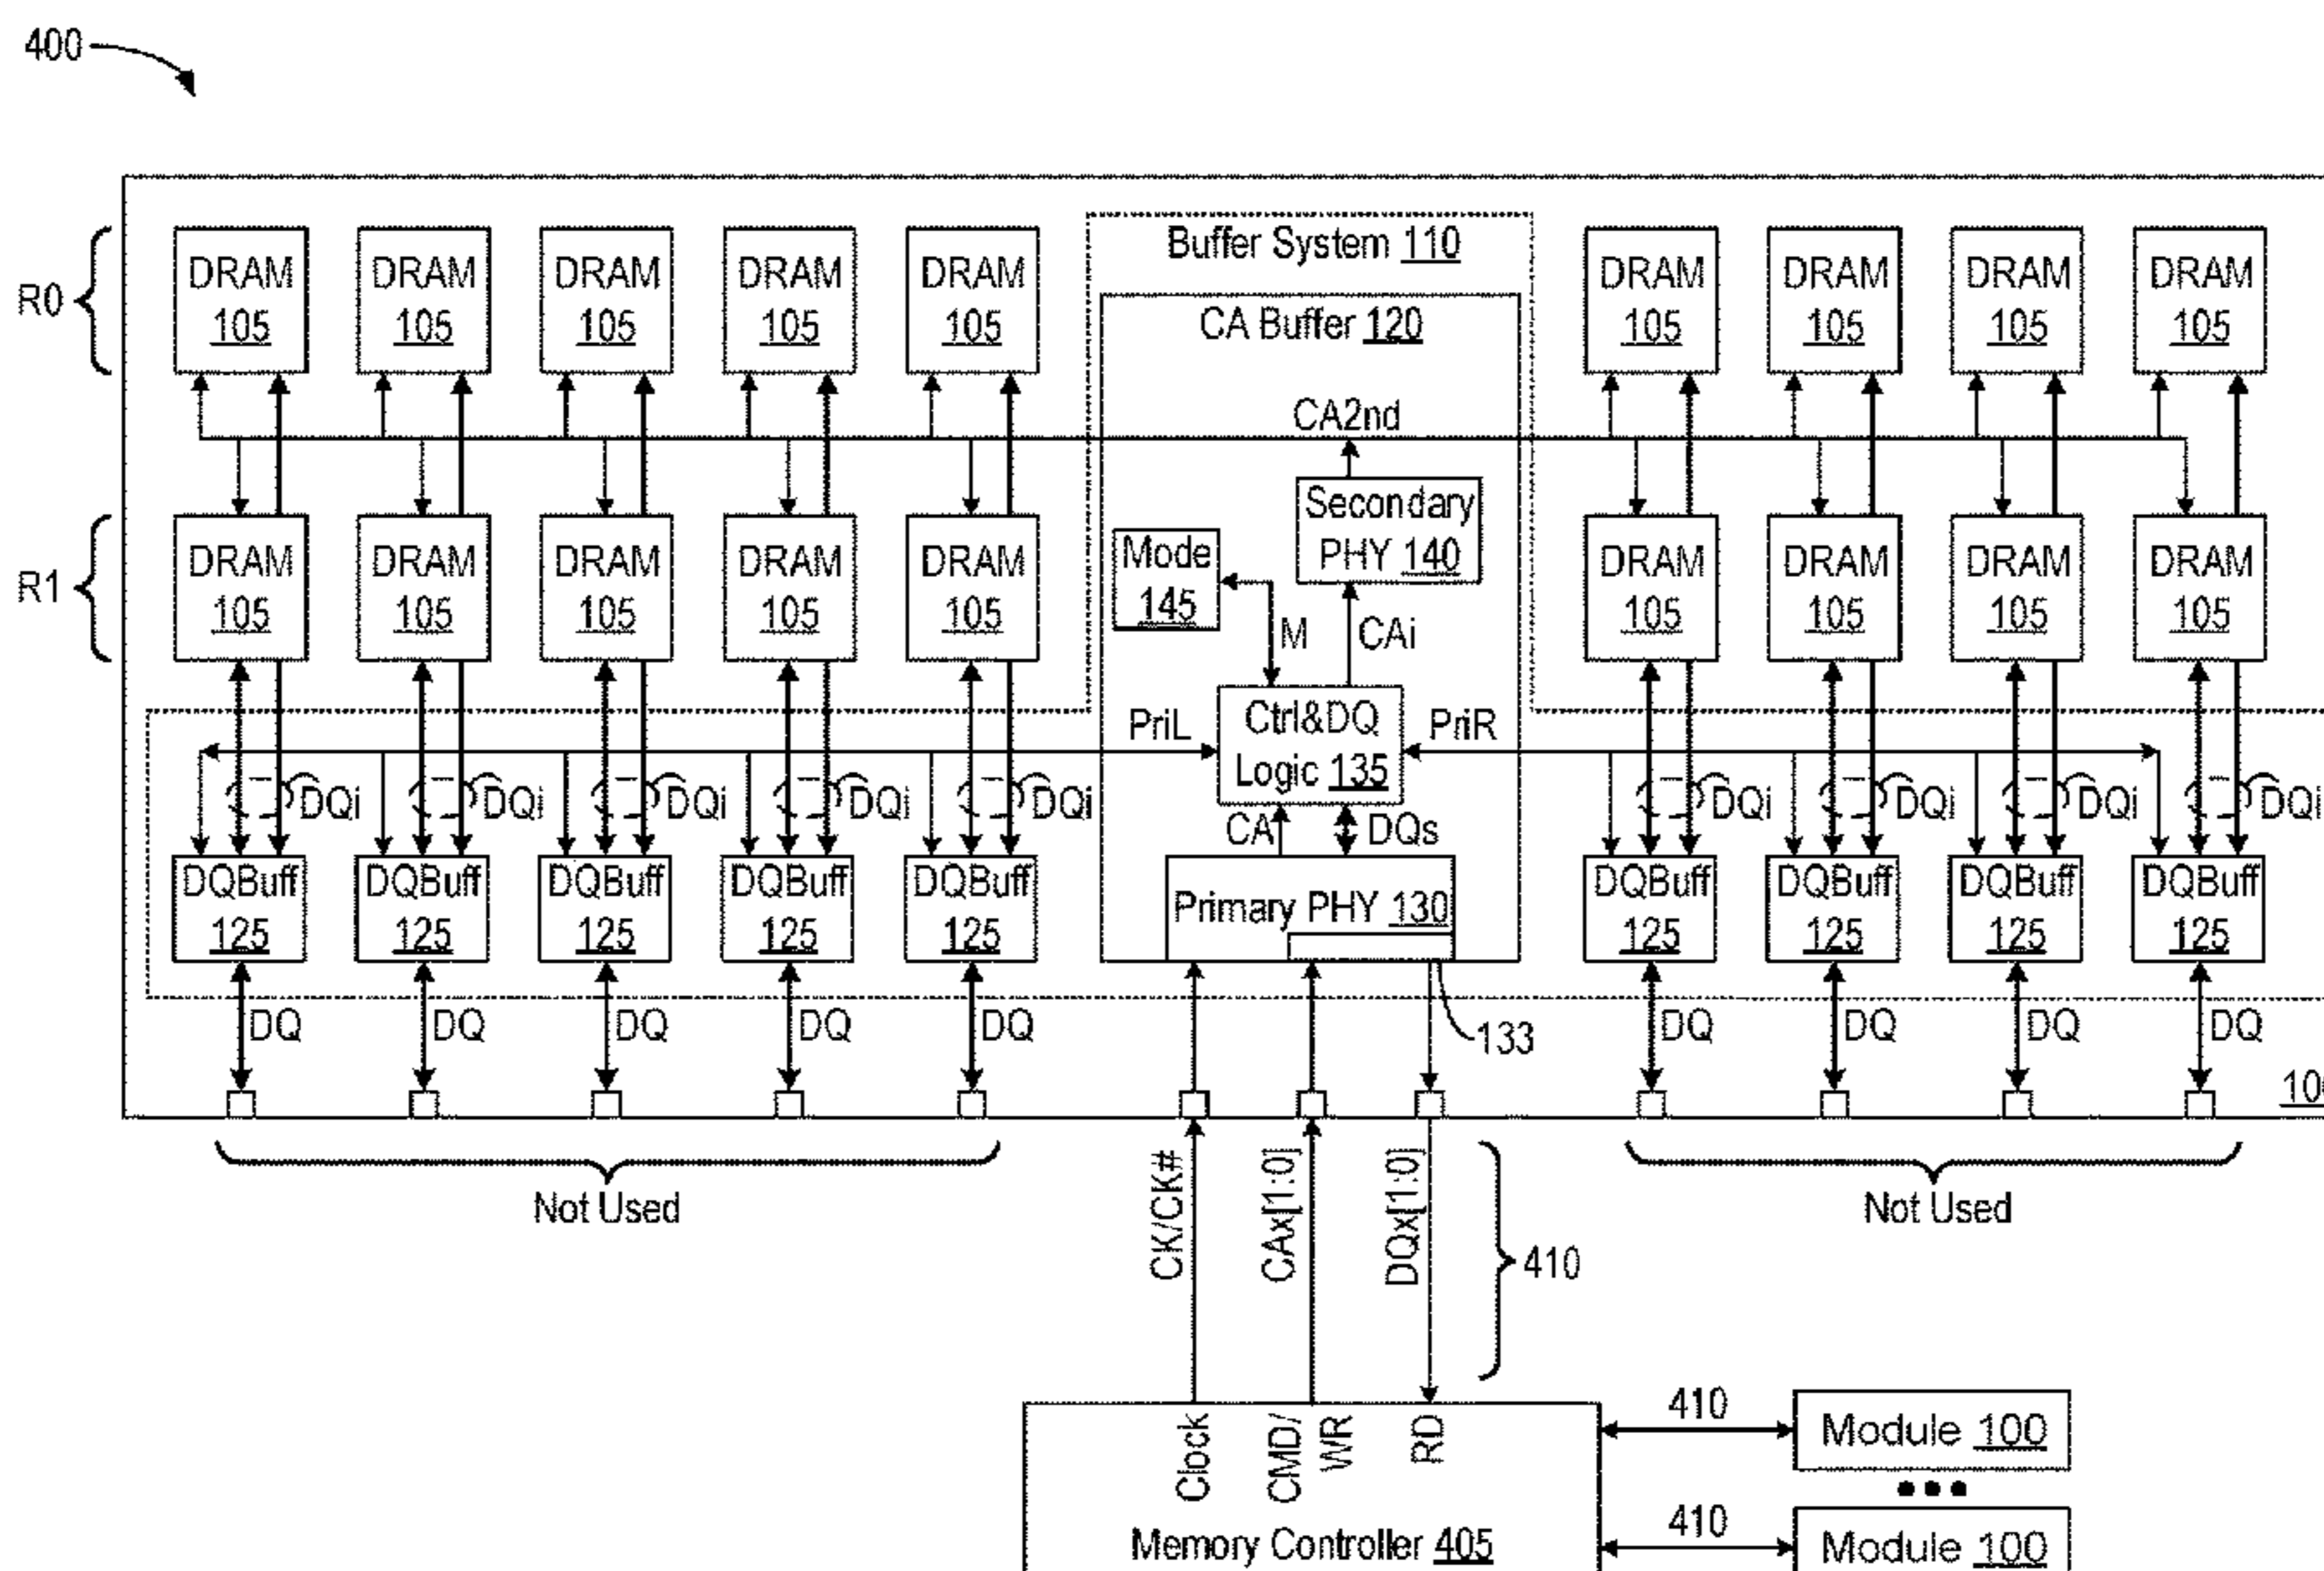 400
Buffer System 110
R0
DRAM DRAM DRAM DRAM DRAM DRAM DRAM DRAM DRAM
105 105 105 105 105 105 105 105 105
CA Buffer 120
CA2nd
Secondary
PHY 140
Mode
145
R1
DRAM DRAM DRAM DRAM DRAM DRAM DRAM DRAM DRAM
105 105 105 105 105 105 105 105 105
M CAi
PriL Ctrl&DQ PriR
Logic 135
DQi DQi DQi DQi DQi DQi DQi DQi DQi
CA DQs
DQBuff DQBuff DQBuff DQBuff DQBuff DQBuff DQBuff DQBuff DQBuff
125 125 125 125 125 125 125 125 125
Primary PHY 130
DQ DQ DQ DQ DQ DQ DQ DQ DQ
133
Not Used
CK/CK#
CAx[1:0]
DQx[1:0]
410
Not Used
Clock
CMD/
WR
RD
Memory Controller 405
410
Module 100
410
Module 100